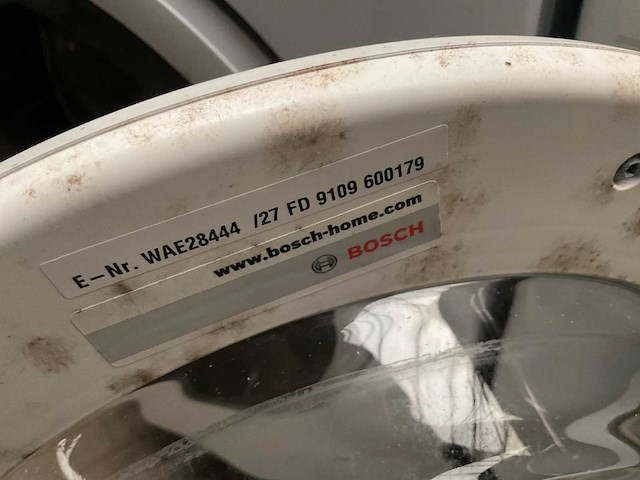 E-Nr. WAE28444 /27 FD 9109 600179
www.bosch-home.com
BOSCH